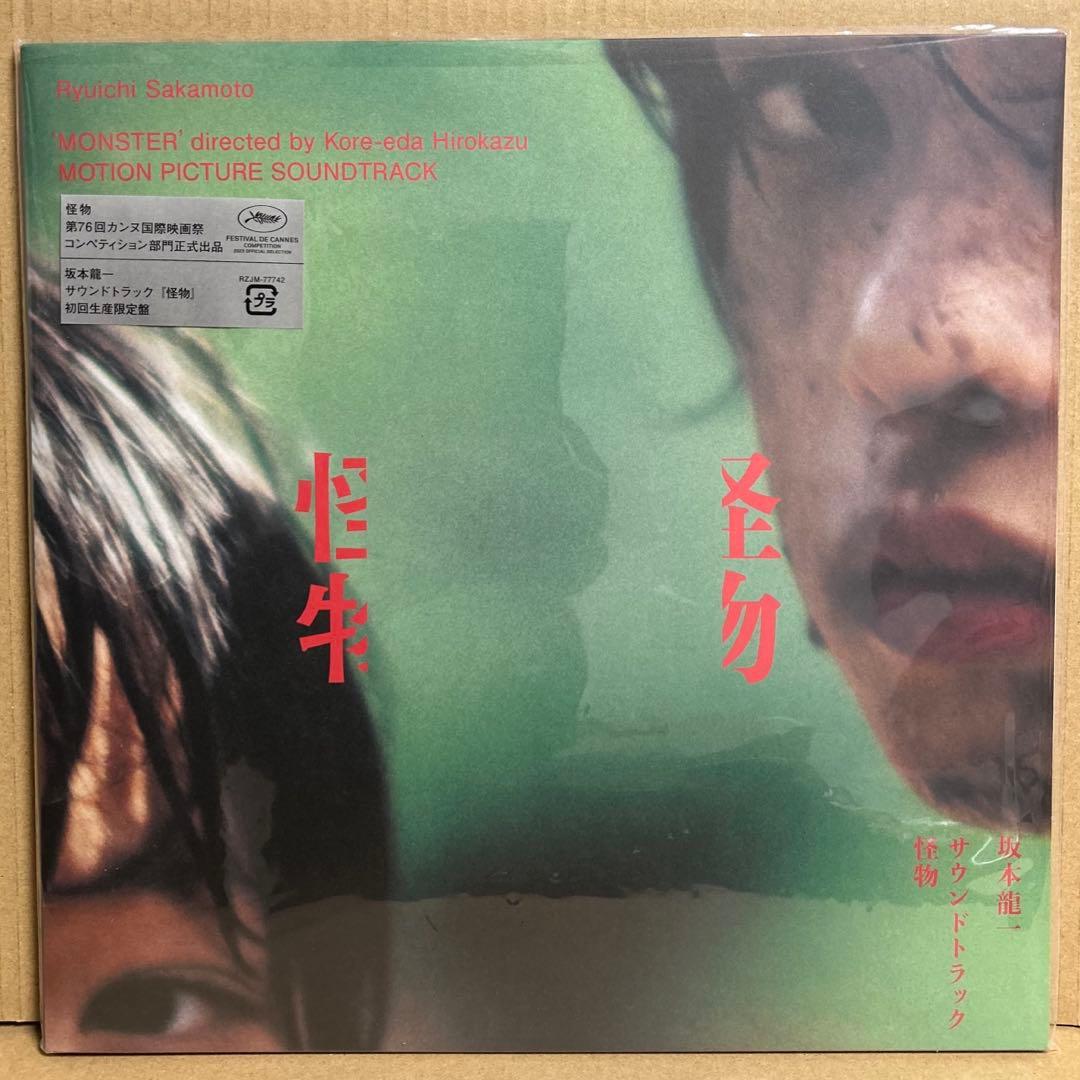 Ryuichi Sakamoto
'MONSTER' directed by Kore-eda Hirokazu
MOTION PICTURE SOUNDTRACK
怪物
第76回カンヌ国際映画祭
コンペティション部門正式出品
FESTIVAL DE CANNES
COMPETITION
2023 OFFICIAL SELECTION
坂本龍一
サウンドトラック『怪物』
初回生産限定盤
RZJM-77742
プラ
怪物
坂本龍一
サウンドトラック
怪物